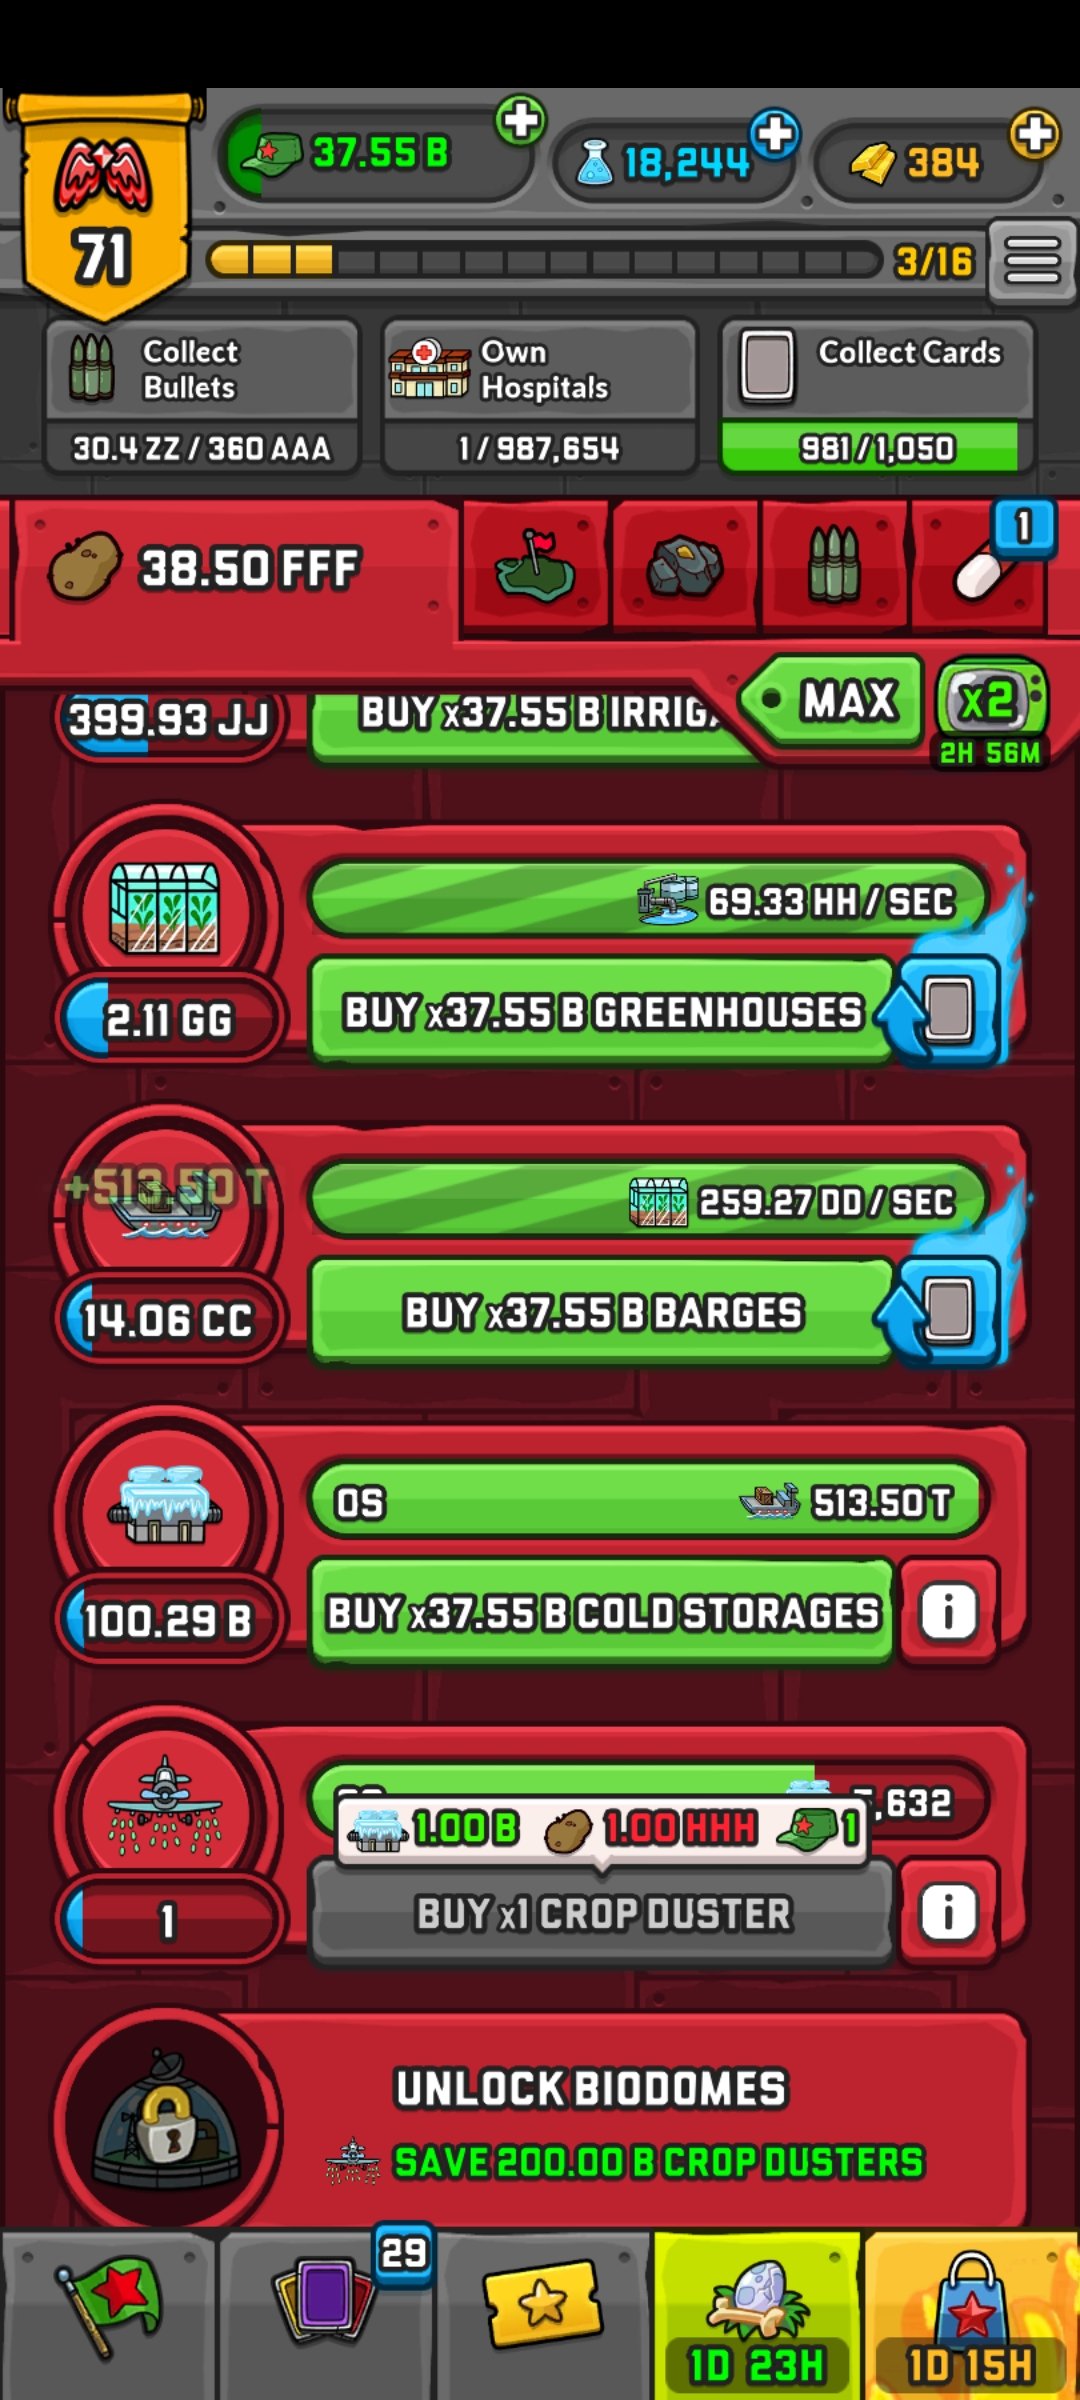 37.55 B
18,244
384
71
3/16
Collect
Bullets
30.4 ZZ / 360 AAA
Own
Hospitals
1 / 987,654
Collect Cards
981/1,050
38.50 FFF
1
MAX
x2
2H 56M
399.93 JJ
BUY x37.55 B
69.33 HH / SEC
2.11 GG
BUY x37.55 B GREENHOUSES
+513.50 T
259.27 DD / SEC
14.06 CC
BUY x37.55 B BARGES
0S
513.50 T
100.29 B
BUY x37.55 B COLD STORAGES
i
,632
1.00 B
1.00 HHH
1
1
BUY x1 CROP DUSTER
i
UNLOCK BIODOMES
SAVE 200.00 B CROP DUSTERS
29
1D 23H
1D 15H